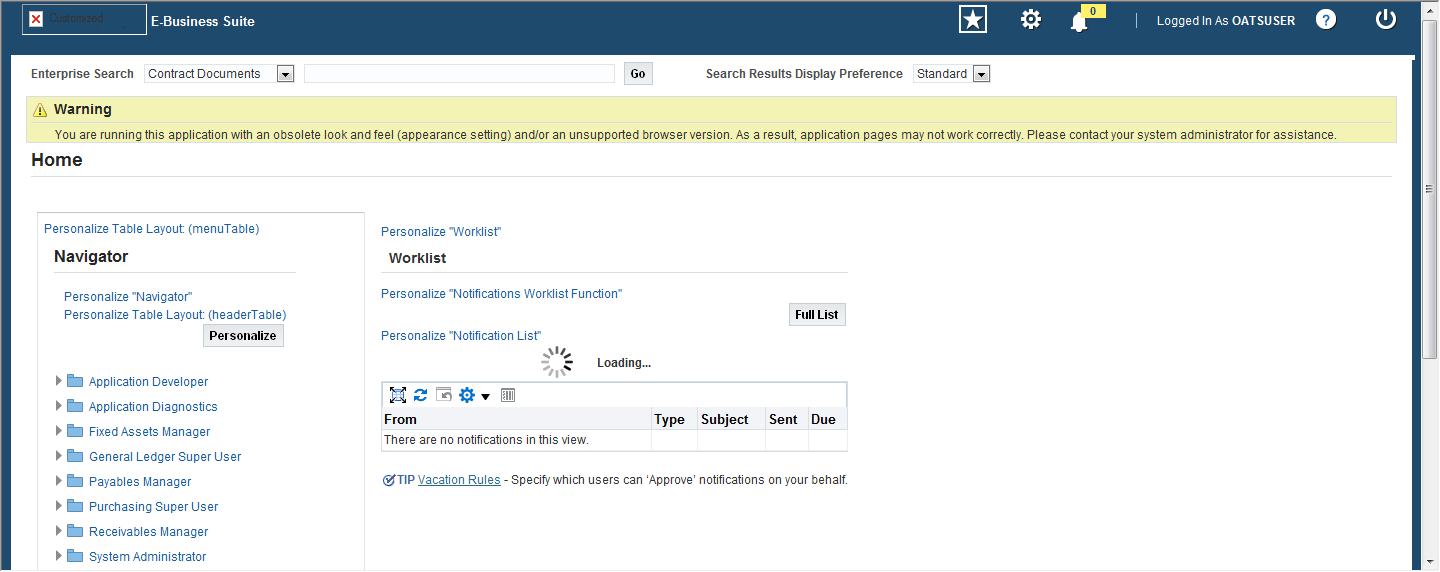 Customized E-Business Suite 0 Logged In As OATSUSER ?
Enterprise Search Contract Documents Go Search Results Display Preference Standard
Warning
You are running this application with an obsolete look and feel (appearance setting) and/or an unsupported browser version. As a result, application pages may not work correctly. Please contact your system administrator for assistance.
Home
Personalize Table Layout: (menuTable)
Navigator
Personalize "Navigator"
Personalize Table Layout: (headerTable)
Personalize
Application Developer
Application Diagnostics
Fixed Assets Manager
General Ledger Super User
Payables Manager
Purchasing Super User
Receivables Manager
System Administrator
Personalize "Worklist"
Worklist
Personalize "Notifications Worklist Function"
Full List
Personalize "Notification List"
Loading...
From Type Subject Sent Due
There are no notifications in this view.
TIP Vacation Rules - Specify which users can ‘Approve’ notifications on your behalf.